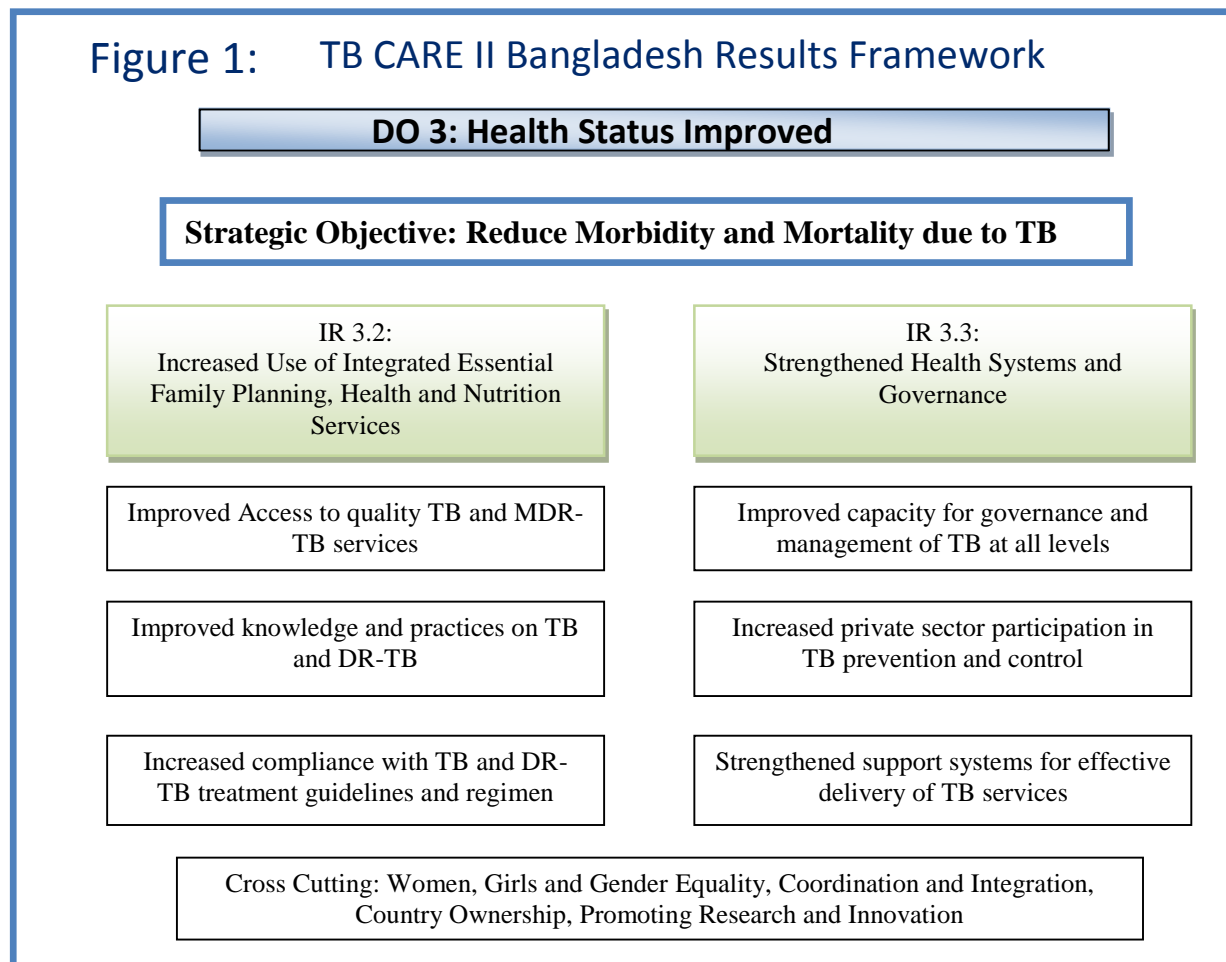 Figure 1: TB CARE II Bangladesh Results Framework
DO 3: Health Status Improved
Strategic Objective: Reduce Morbidity and Mortality due to TB
IR 3.2:
Increased Use of Integrated Essential
Family Planning, Health and Nutrition
Services
IR 3.3:
Strengthened Health Systems and
Governance
Improved Access to quality TB and MDR-
TB services
Improved capacity for governance and
management of TB at all levels
Improved knowledge and practices on TB
and DR-TB
Increased private sector participation in
TB prevention and control
Increased compliance with TB and DR-
TB treatment guidelines and regimen
Strengthened support systems for effective
delivery of TB services
Cross Cutting: Women, Girls and Gender Equality, Coordination and Integration,
Country Ownership, Promoting Research and Innovation